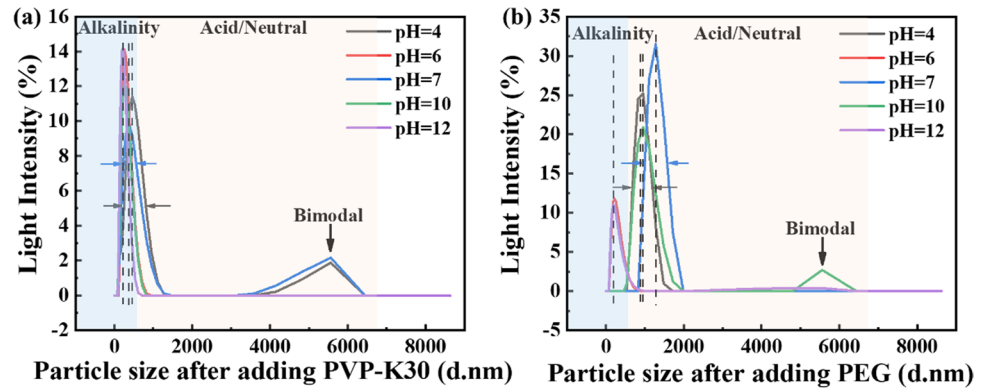 (a)
Alkalinity
Acid/Neutral
pH=4
pH=6
pH=7
pH=10
pH=12
Bimodal
Light Intensity (%)
16
14
12
10
8
6
4
2
0
-2
0 2000 4000 6000 8000
Particle size after adding PVP-K30 (d.nm)
(b)
Alkalinity
Acid/Neutral
pH=4
pH=6
pH=7
pH=10
pH=12
Bimodal
Light Intensity (%)
35
30
25
20
15
10
5
0
-5
0 2000 4000 6000 8000
Particle size after adding PEG (d.nm)